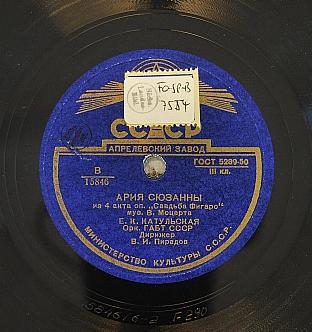 FO-SP-B
7584
СССР
АПРЕЛЕВСКИЙ ЗАВОД
В
15846
ГОСТ 5289-50
III кл.
АРИЯ СЮЗАННЫ
из 4 акта оп. „Свадьба Фигаро"
муз. В. Моцарта
Е. К. КАТУЛЬСКАЯ
Орк. ГАБТ СССР
Дирижер
В. И. Пирадов
МИНИСТЕРСТВО КУЛЬТУРЫ С.С.С.Р.